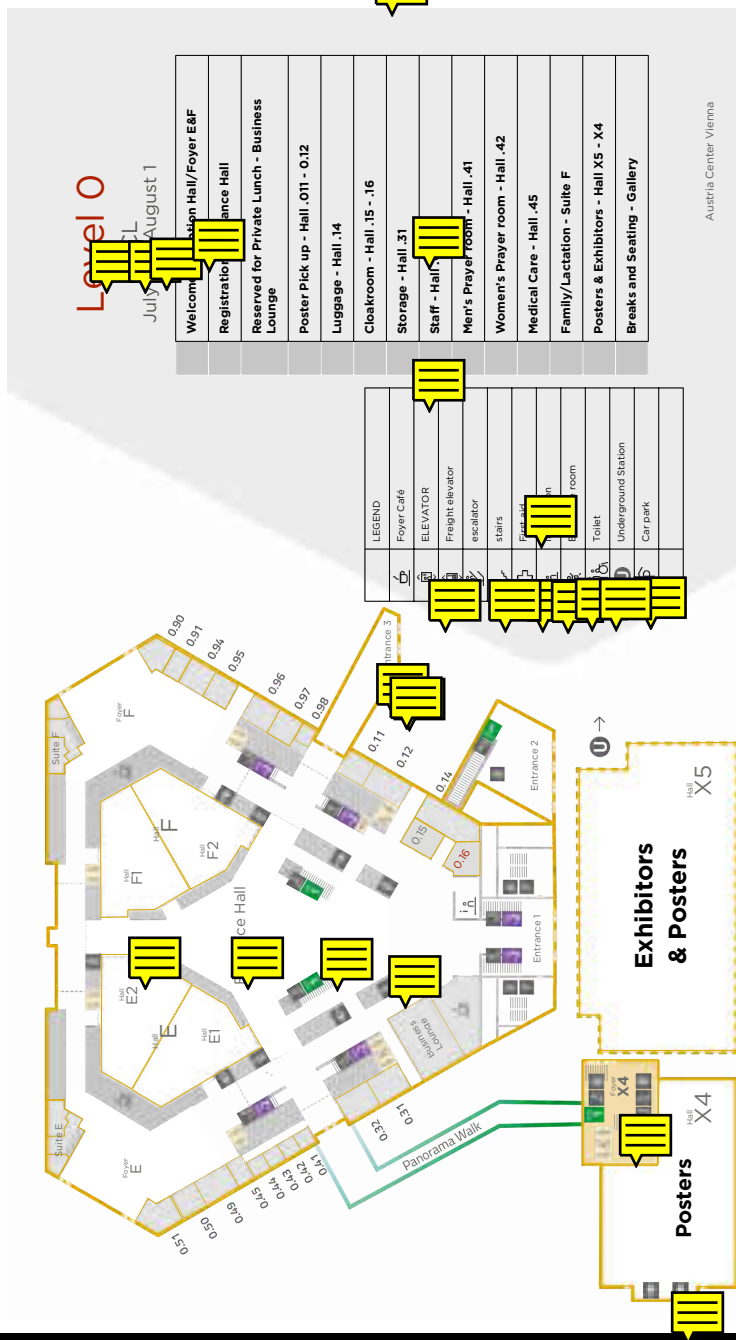 Level 0
CL
July
August 1
Welcome
tion Hall/Foyer E&F
Registration
ance Hall
Reserved for Private Lunch - Business
Lounge
Poster Pick up - Hall .011 - 0.12
Luggage - Hall .14
Cloakroom - Hall .15 - .16
Storage - Hall .31
Staff - Hall .
Men's Prayer room - Hall .41
Women's Prayer room - Hall .42
Medical Care - Hall .45
Family/Lactation - Suite F
Posters & Exhibitors - Hall X5 - X4
Breaks and Seating - Gallery
Austria Center Vienna
LEGEND
Foyer Café
ELEVATOR
Freight elevator
escalator
stairs
First aid
room
Toilet
U Underground Station
Car park
0.90
0.91
0.94
0.95
0.96
0.97
0.98
ntrance 3
0.11
0.12
0.14
0.15
0.16
Entrance 2
U →
Foyer
F
Suite F
Hall
F
Hall
F1
Hall
F2
ce Hall
Entrance 1
Hall
E2
Hall
E
Hall
E1
Business
Lounge
Suite E
Foyer
E
0.31
0.32
0.41
0.42
0.43
0.44
0.45
0.49
0.50
0.51
Panorama Walk
Hall
X5
Exhibitors
& Posters
Foyer
X4
Hall
X4
Posters